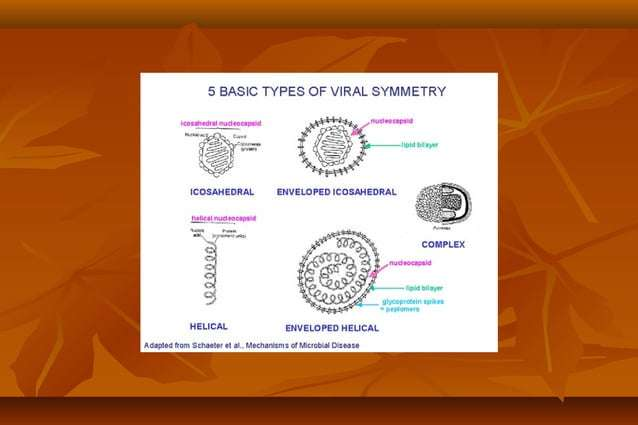 5 BASIC TYPES OF VIRAL SYMMETRY
icosahedral nucleocapsid
nucleocapsid
Capsid
lipid bilayer
ICOSAHEDRAL
ENVELOPED ICOSAHEDRAL
helical nucleocapsid
COMPLEX
nucleocapsid
lipid bilayer
glycoprotein spikes
= peplomers
HELICAL
ENVELOPED HELICAL
Adapted from Schaeter et al., Mechanisms of Microbial Disease